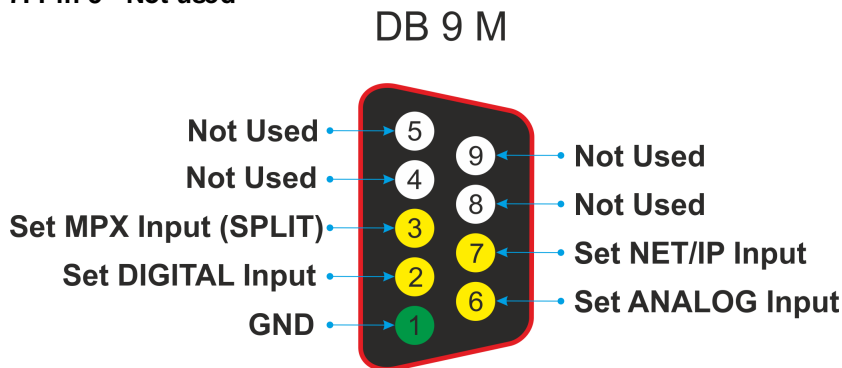 DB 9 M
Not Used
5
9
Not Used
Not Used
4
8
Not Used
Set MPX Input (SPLIT)
3
7
Set NET/IP Input
Set DIGITAL Input
2
6
Set ANALOG Input
GND
1